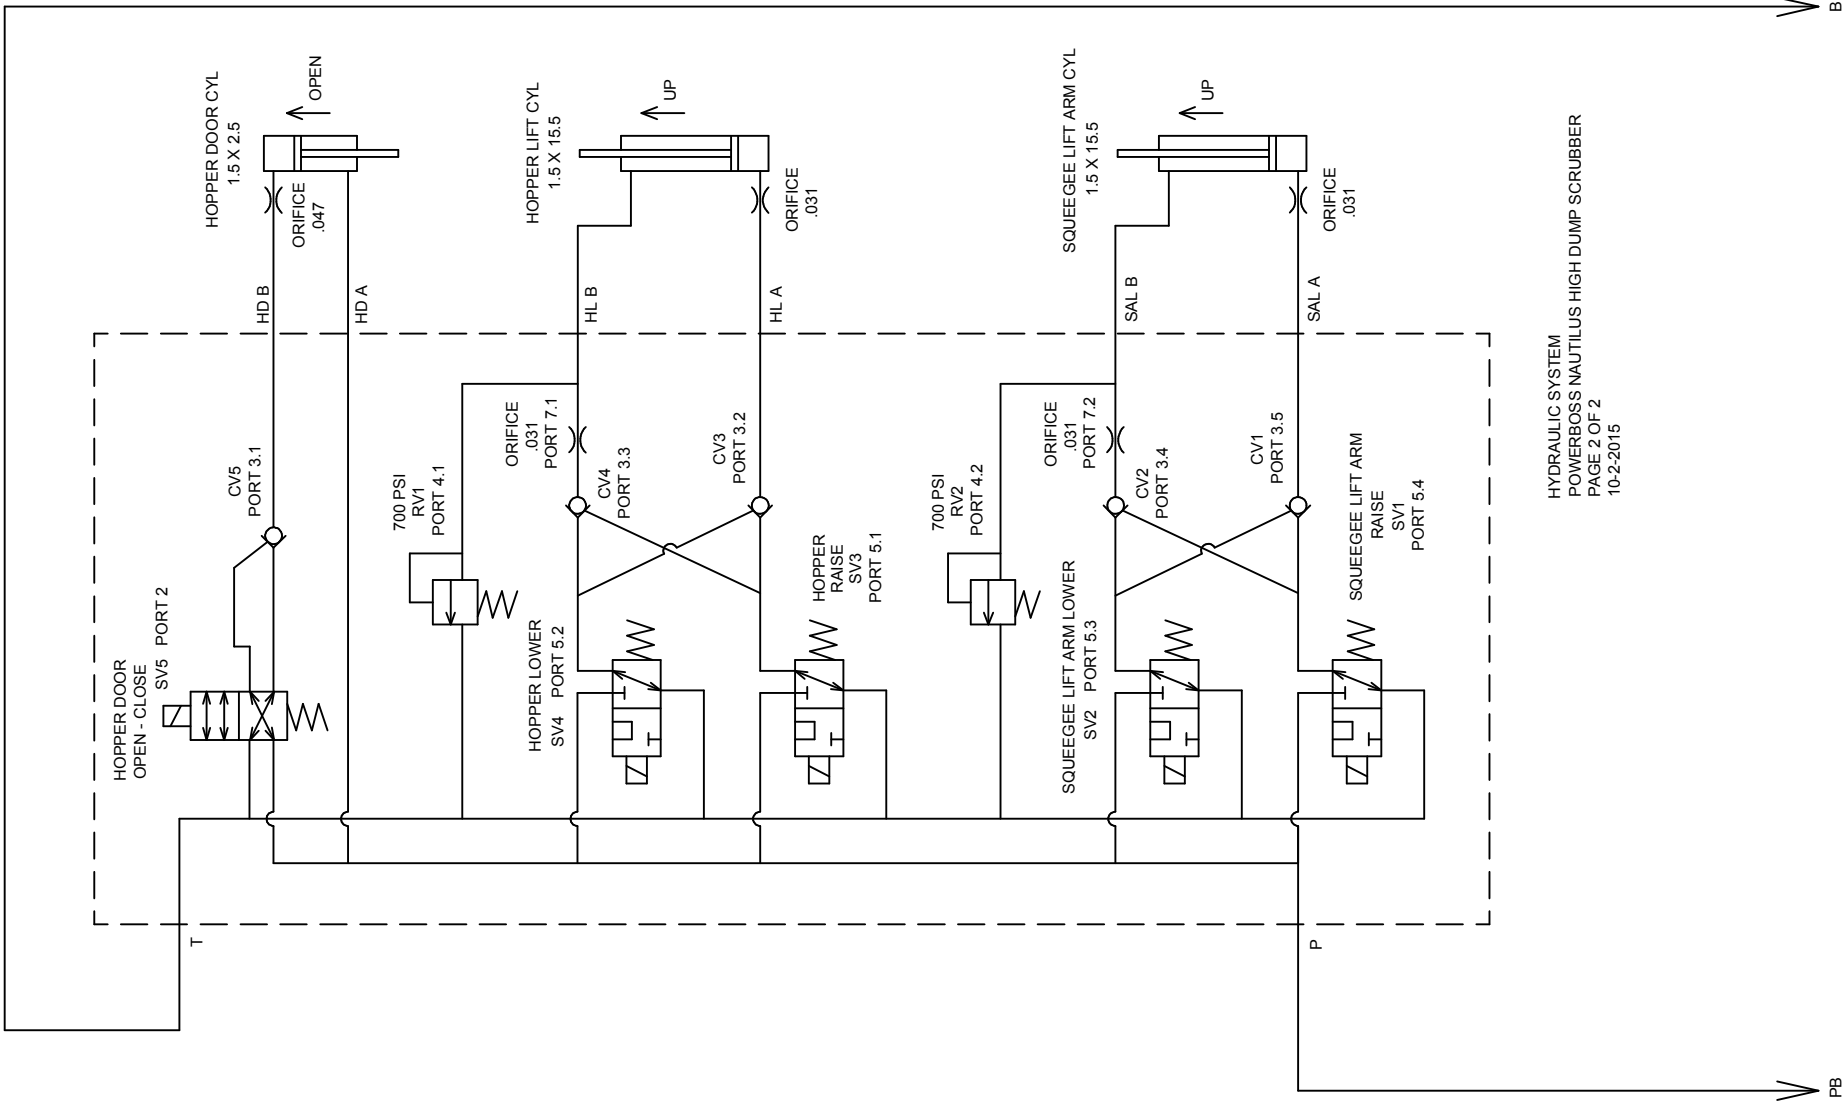 B
HOPPER DOOR CYL
1.5 X 2.5
OPEN
ORIFICE
.047
HD B
HD A
CV5
PORT 3.1
HOPPER DOOR
OPEN - CLOSE
SV5 PORT 2
HOPPER LIFT CYL
1.5 X 15.5
UP
ORIFICE
.031
HL B
HL A
700 PSI
RV1
PORT 4.1
ORIFICE
.031
PORT 7.1
CV4
PORT 3.3
CV3
PORT 3.2
HOPPER LOWER
SV4 PORT 5.2
HOPPER
RAISE
SV3
PORT 5.1
SQUEEGEE LIFT ARM CYL
1.5 X 15.5
UP
ORIFICE
.031
SAL B
SAL A
700 PSI
RV2
PORT 4.2
ORIFICE
.031
PORT 7.2
CV2
PORT 3.4
CV1
PORT 3.5
SQUEEGEE LIFT ARM LOWER
SV2 PORT 5.3
SQUEEGEE LIFT ARM
RAISE
SV1
PORT 5.4
T
P
HYDRAULIC SYSTEM
POWERBOSS NAUTILUS HIGH DUMP SCRUBBER
PAGE 2 OF 2
10-2-2015
PB